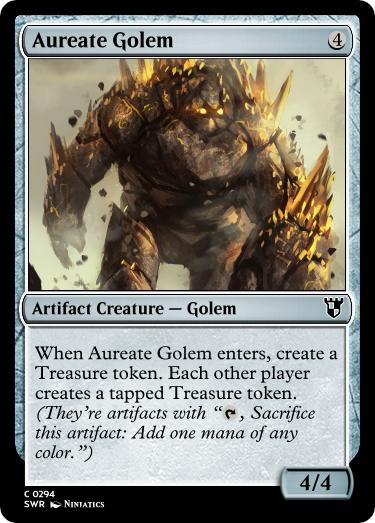 Aureate Golem 4
Artifact Creature — Golem
When Aureate Golem enters, create a
Treasure token. Each other player
creates a tapped Treasure token.
(They're artifacts with “, Sacrifice
this artifact: Add one mana of any
color.”)
4/4
C 0294
SWR Ninjatics